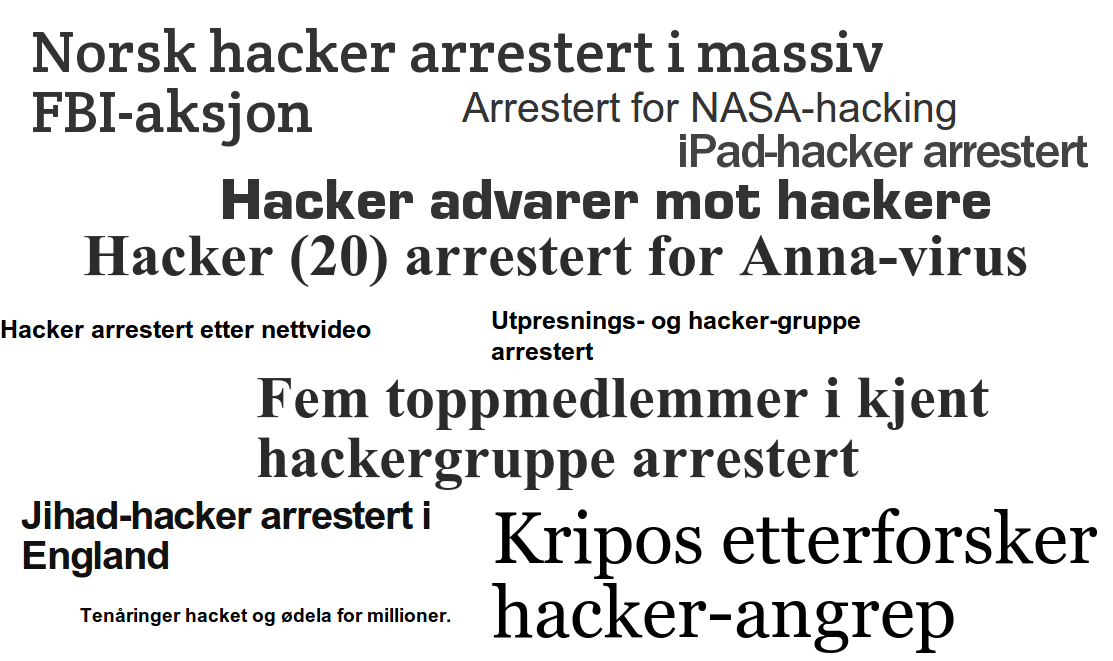 Norsk hacker arrestert i massiv
FBI-aksjon
Arrestert for NASA-hacking
iPad-hacker arrestert
Hacker advarer mot hackere
Hacker (20) arrestert for Anna-virus
Hacker arrestert etter nettvideo
Utpresnings- og hacker-gruppe
arrestert
Fem toppmedlemmer i kjent
hackergruppe arrestert
Jihad-hacker arrestert i
England
Kripos etterforsker
hacker-angrep
Tenåringer hacket og ødela for millioner.